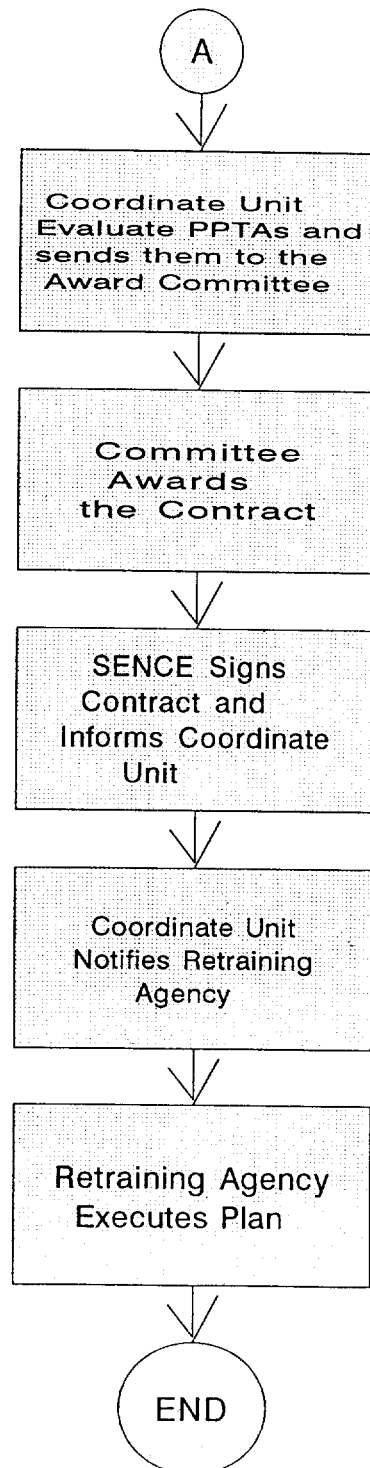 A
Coordinate Unit
Evaluate PPTAs and
sends them to the
Award Committee
Committee
Awards
the Contract
SENCE Signs
Contract and
Informs Coordinate
Unit
Coordinate Unit
Notifies Retraining
Agency
Retraining Agency
Executes Plan
END